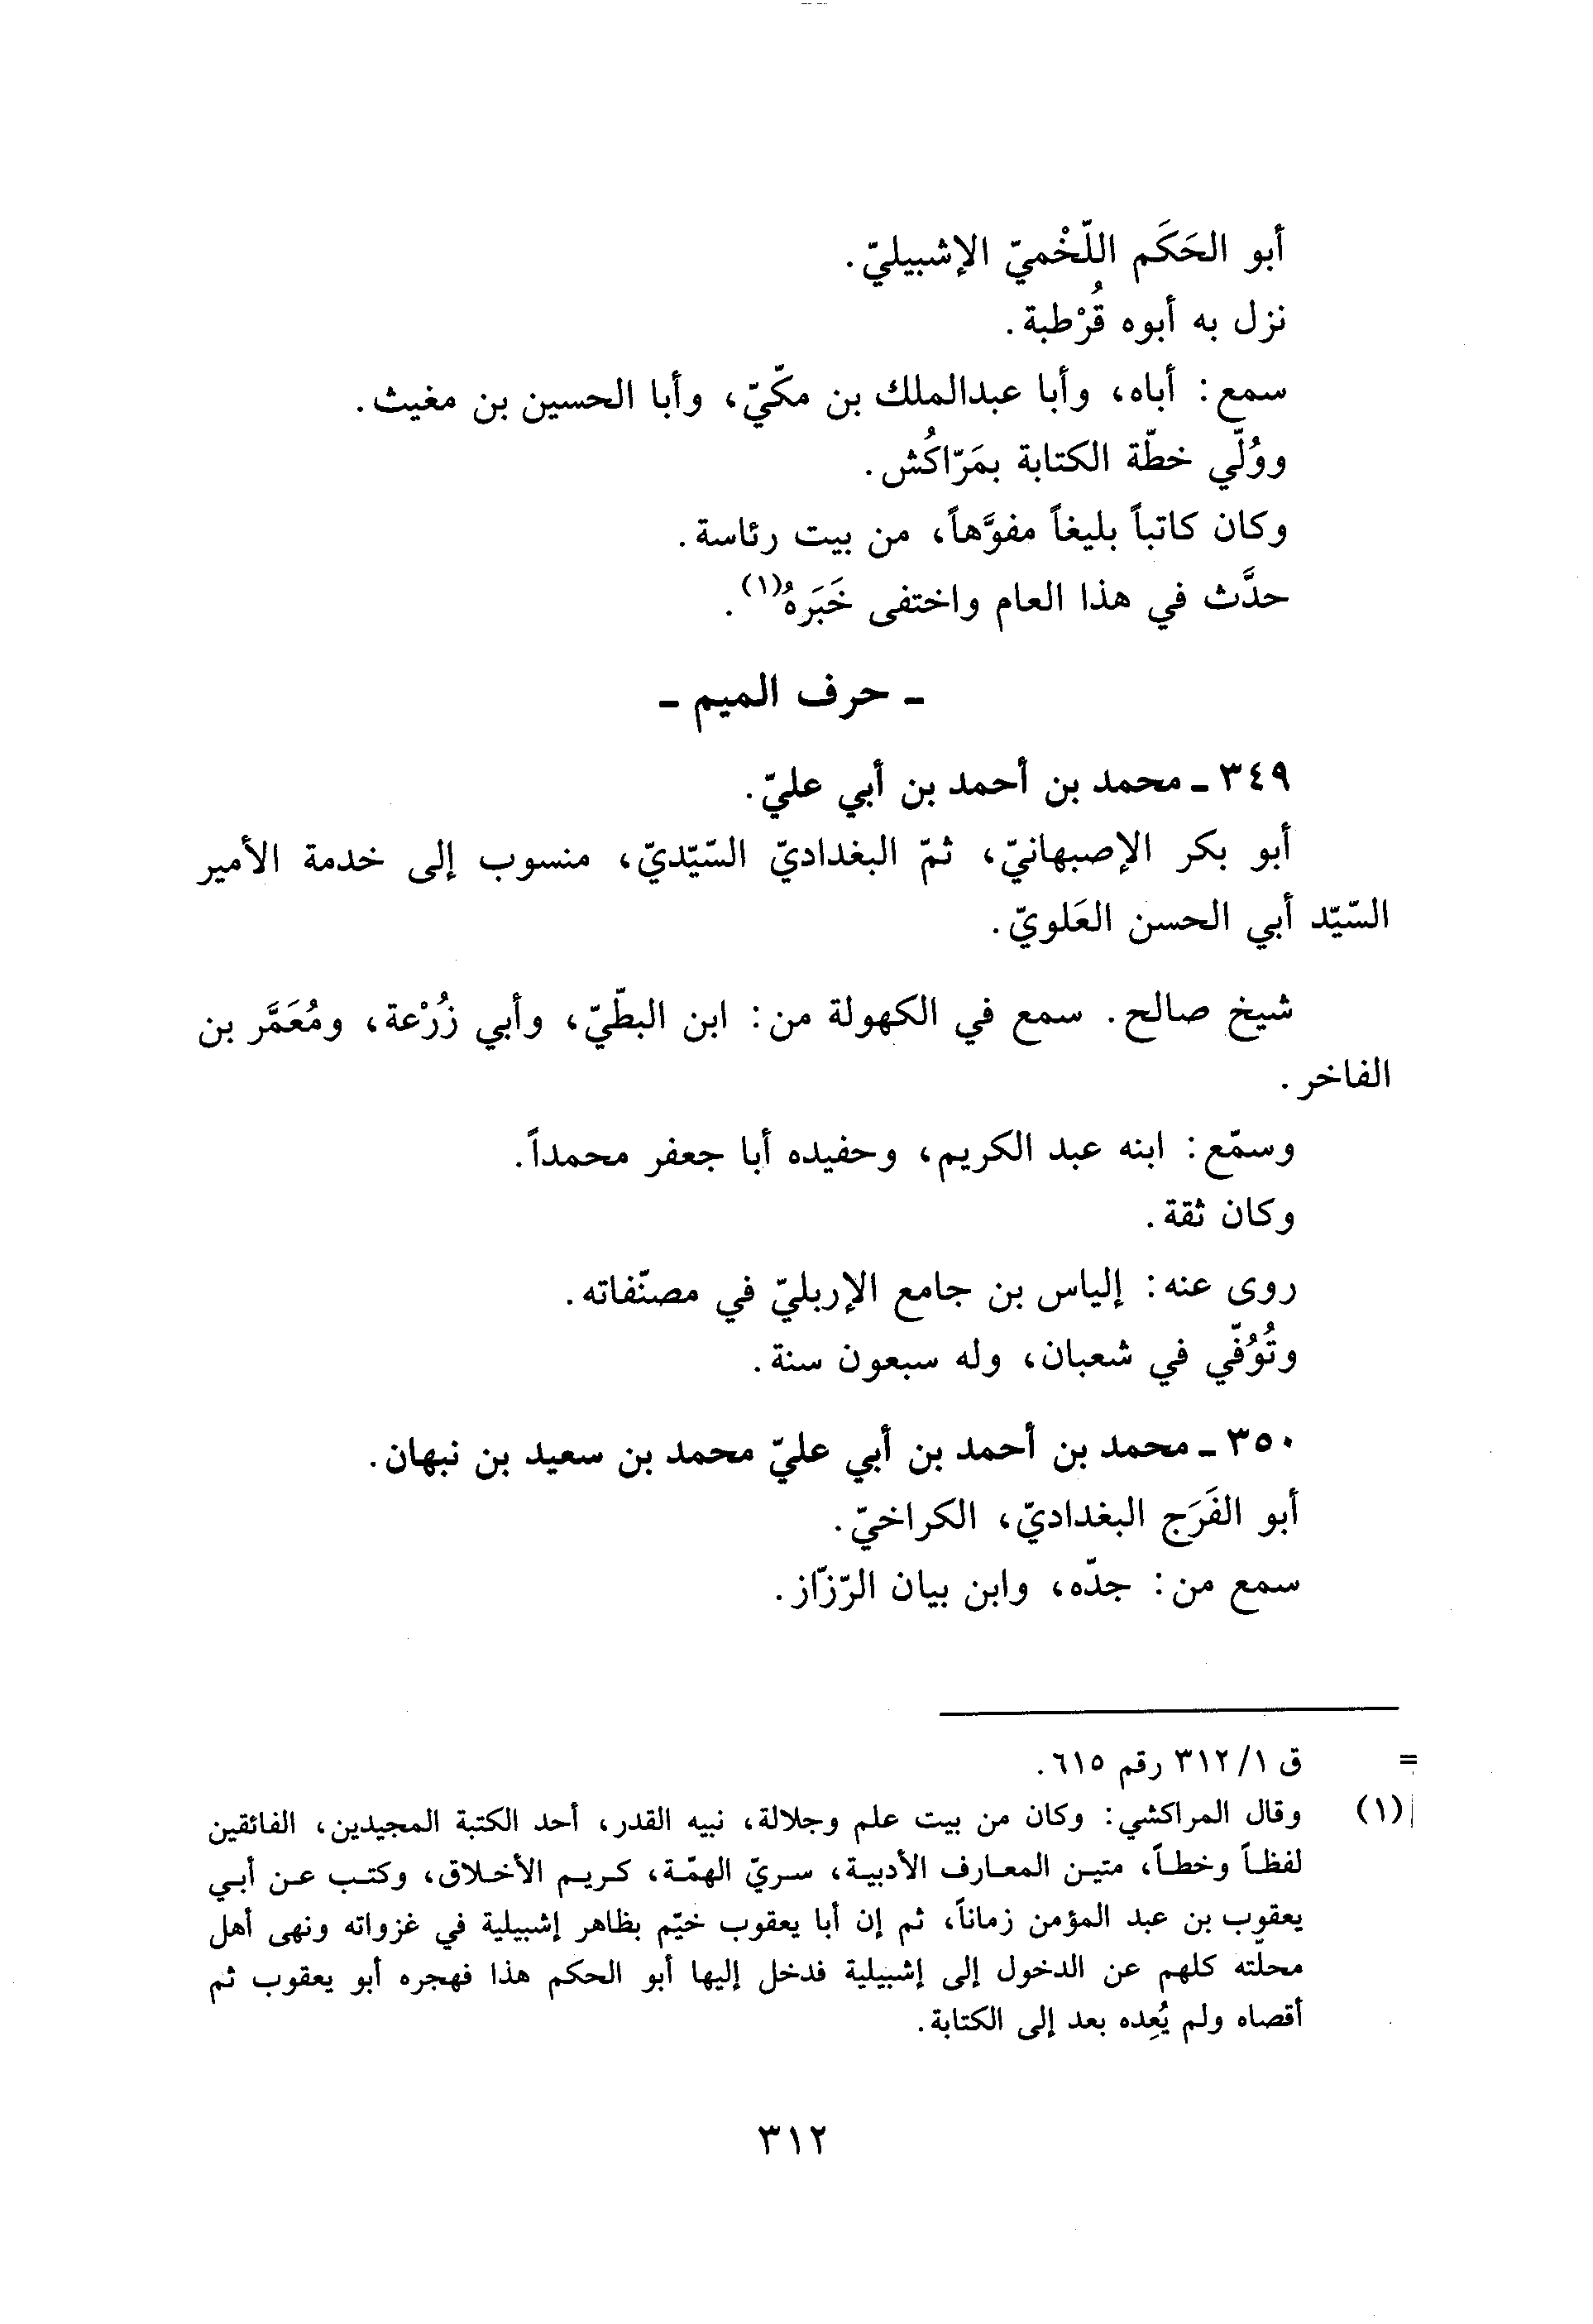 أبو الحَكَم اللّخْميّ الإشبيليّ.
نزل به أبوه قُرْطبة.
سمع: أباه، وأبا عبدالملك بن مكّيّ، وأبا الحسين بن مغيث.
ووُلّي خطّة الكتابة بمَرّاكُش.
وكان كاتباً بليغاً مفوَّهاً، من بيت رئاسة.
حدَّث في هذا العام واختفى خَبَرهُ(١).
ـ حرف الميم ـ
٣٤٩ ـ محمد بن أحمد بن أبي عليّ.
أبو بكر الإصبهانيّ، ثمّ البغداديّ السّيّديّ، منسوب إلى خدمة الأمير
السّيّد أبي الحسن العَلويّ.
شيخ صالح. سمع في الكهولة من: ابن البطّيّ، وأبي زُرْعة، ومُعَمَّر بن
الفاخر.
وسمّع: ابنه عبد الكريم، وحفيده أبا جعفر محمداً.
وكان ثقة.
روى عنه: إلياس بن جامع الإربليّ في مصنّفاته.
وتُوُفّي في شعبان، وله سبعون سنة.
٣٥٠ ـ محمد بن أحمد بن أبي عليّ محمد بن سعيد بن نبهان.
أبو الفَرَج البغداديّ، الكراخيّ.
سمع من: جدّه، وابن بيان الرّزّاز.
= ق ٣١٢/١ رقم ٦١٥.
(١) وقال المراكشي: وكان من بيت علم وجلالة، نبيه القدر، أحد الكتبة المجيدين، الفائقين
لفظاً وخطاً، متين المعارف الأدبية، سريّ الهمّة، كريم الأخلاق، وكتب عن أبي
يعقوب بن عبد المؤمن زماناً، ثم إن أبا يعقوب خيّم بظاهر إشبيلية في غزواته ونهى أهل
محلّته كلهم عن الدخول إلى إشبيلية فدخل إليها أبو الحكم هذا فهجره أبو يعقوب ثم
أقصاه ولم يُعِده بعد إلى الكتابة.
٣١٢